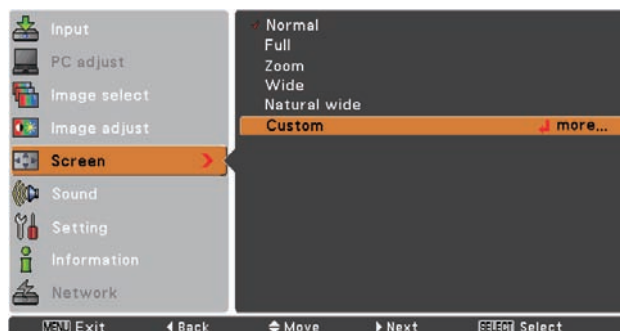 Input
PC adjust
Image select
Image adjust
Screen
Sound
Setting
Information
Network
Normal
Full
Zoom
Wide
Natural wide
Custom more...
MENU Exit Back Move Next SELECT Select